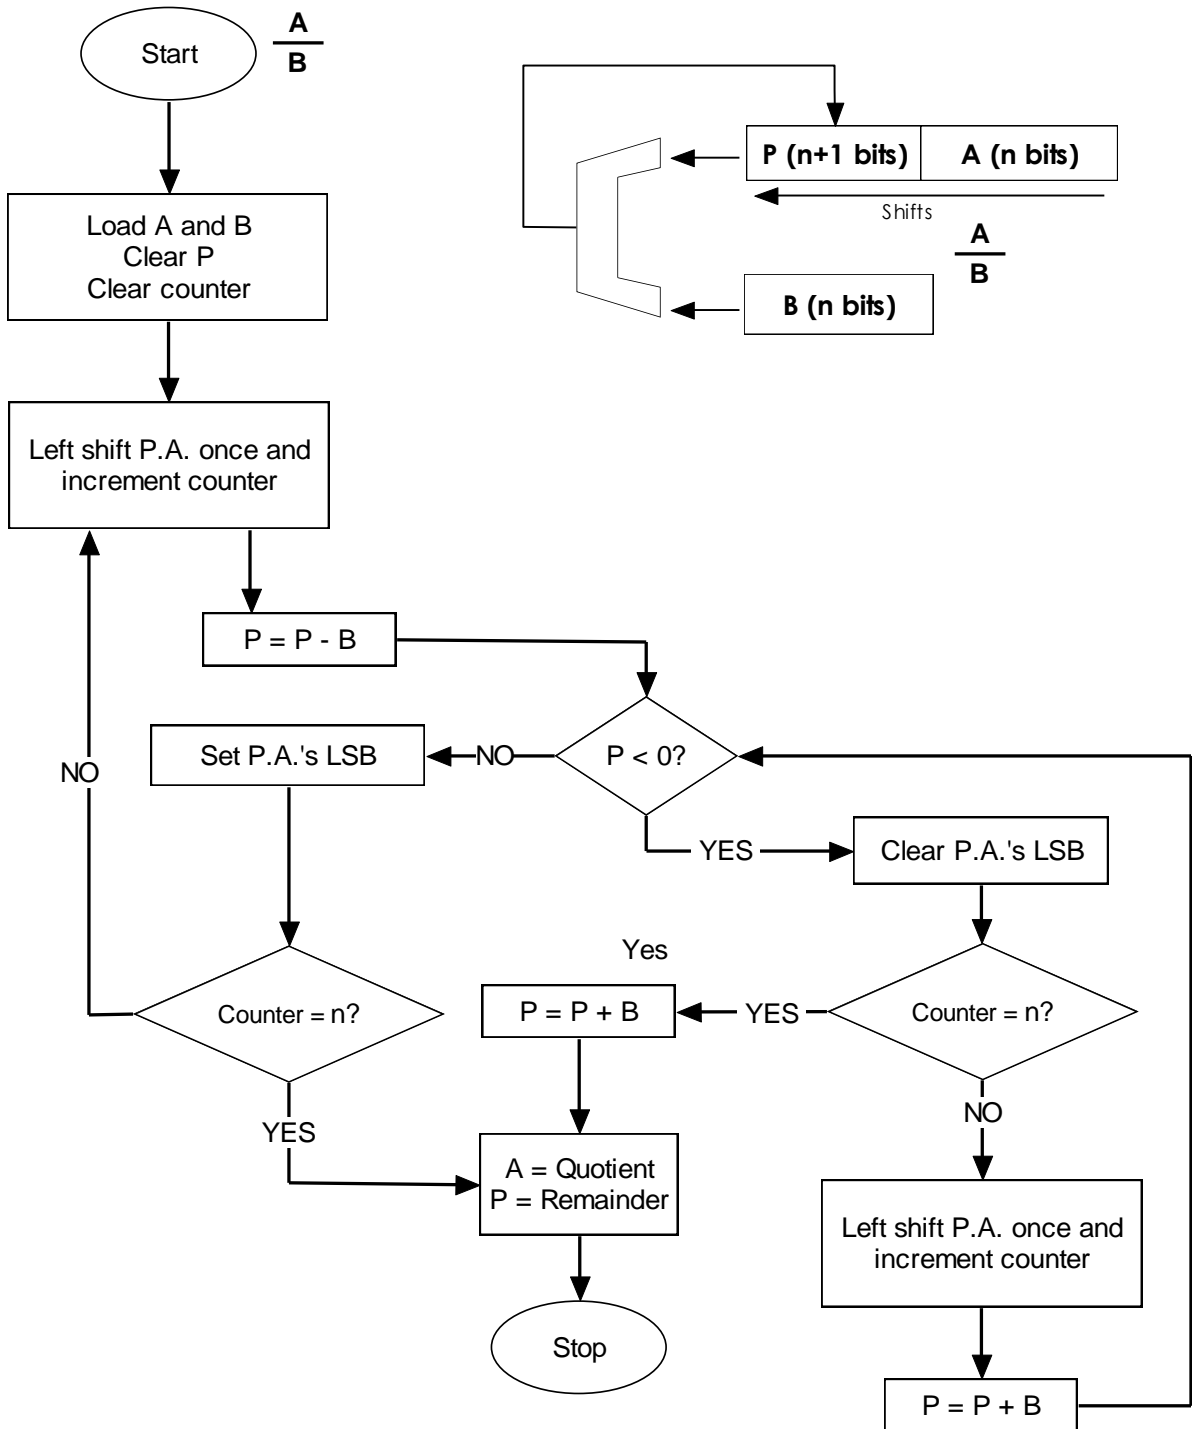 Start
A
B
Load A and B
Clear P
Clear counter
P (n+1 bits)
A (n bits)
Shifts
A
B
B (n bits)
Left shift P.A. once and
increment counter
P = P - B
P < 0?
NO
Set P.A.'s LSB
NO
YES
Clear P.A.'s LSB
Counter = n?
YES
Yes
P = P + B
YES
Counter = n?
NO
A = Quotient
P = Remainder
Left shift P.A. once and
increment counter
Stop
P = P + B